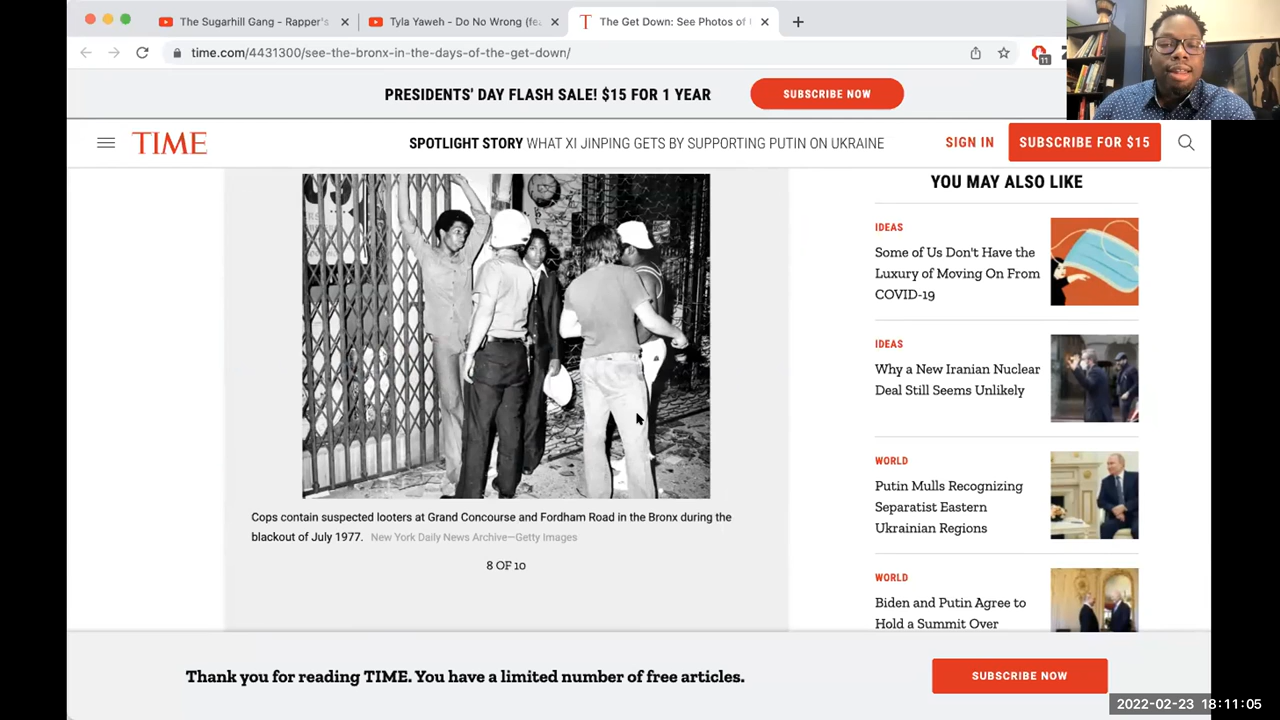 The Sugarhill Gang - Rapper's
Tyla Yaweh - Do No Wrong (fea
The Get Down: See Photos of
time.com/4431300/see-the-bronx-in-the-days-of-the-get-down/
11
PRESIDENTS' DAY FLASH SALE! $15 FOR 1 YEAR
SUBSCRIBE NOW
TIME
SPOTLIGHT STORY WHAT XI JINPING GETS BY SUPPORTING PUTIN ON UKRAINE
SIGN IN
SUBSCRIBE FOR $15
Cops contain suspected looters at Grand Concourse and Fordham Road in the Bronx during the
blackout of July 1977. New York Daily News Archive—Getty Images
8 OF 10
YOU MAY ALSO LIKE
IDEAS
Some of Us Don't Have the
Luxury of Moving On From
COVID-19
IDEAS
Why a New Iranian Nuclear
Deal Still Seems Unlikely
WORLD
Putin Mulls Recognizing
Separatist Eastern
Ukrainian Regions
WORLD
Biden and Putin Agree to
Hold a Summit Over
Thank you for reading TIME. You have a limited number of free articles.
SUBSCRIBE NOW
2022-02-23 18:11:05